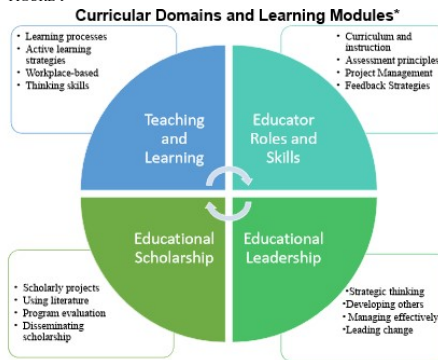 Curricular Domains and Learning Modules*
• Learning processes
• Active learning
strategies
• Workplace-based
• Thinking skills
• Curriculum and
instruction
• Assessment principles
• Project Management
• Feedback Strategies
Teaching
and
Learning
Educator
Roles and
Skills
Educational
Scholarship
Educational
Leadership
• Scholarly projects
• Using literature
• Program evaluation
• Disseminating
scholarship
•Strategic thinking
•Developing others
•Managing effectively
•Leading change